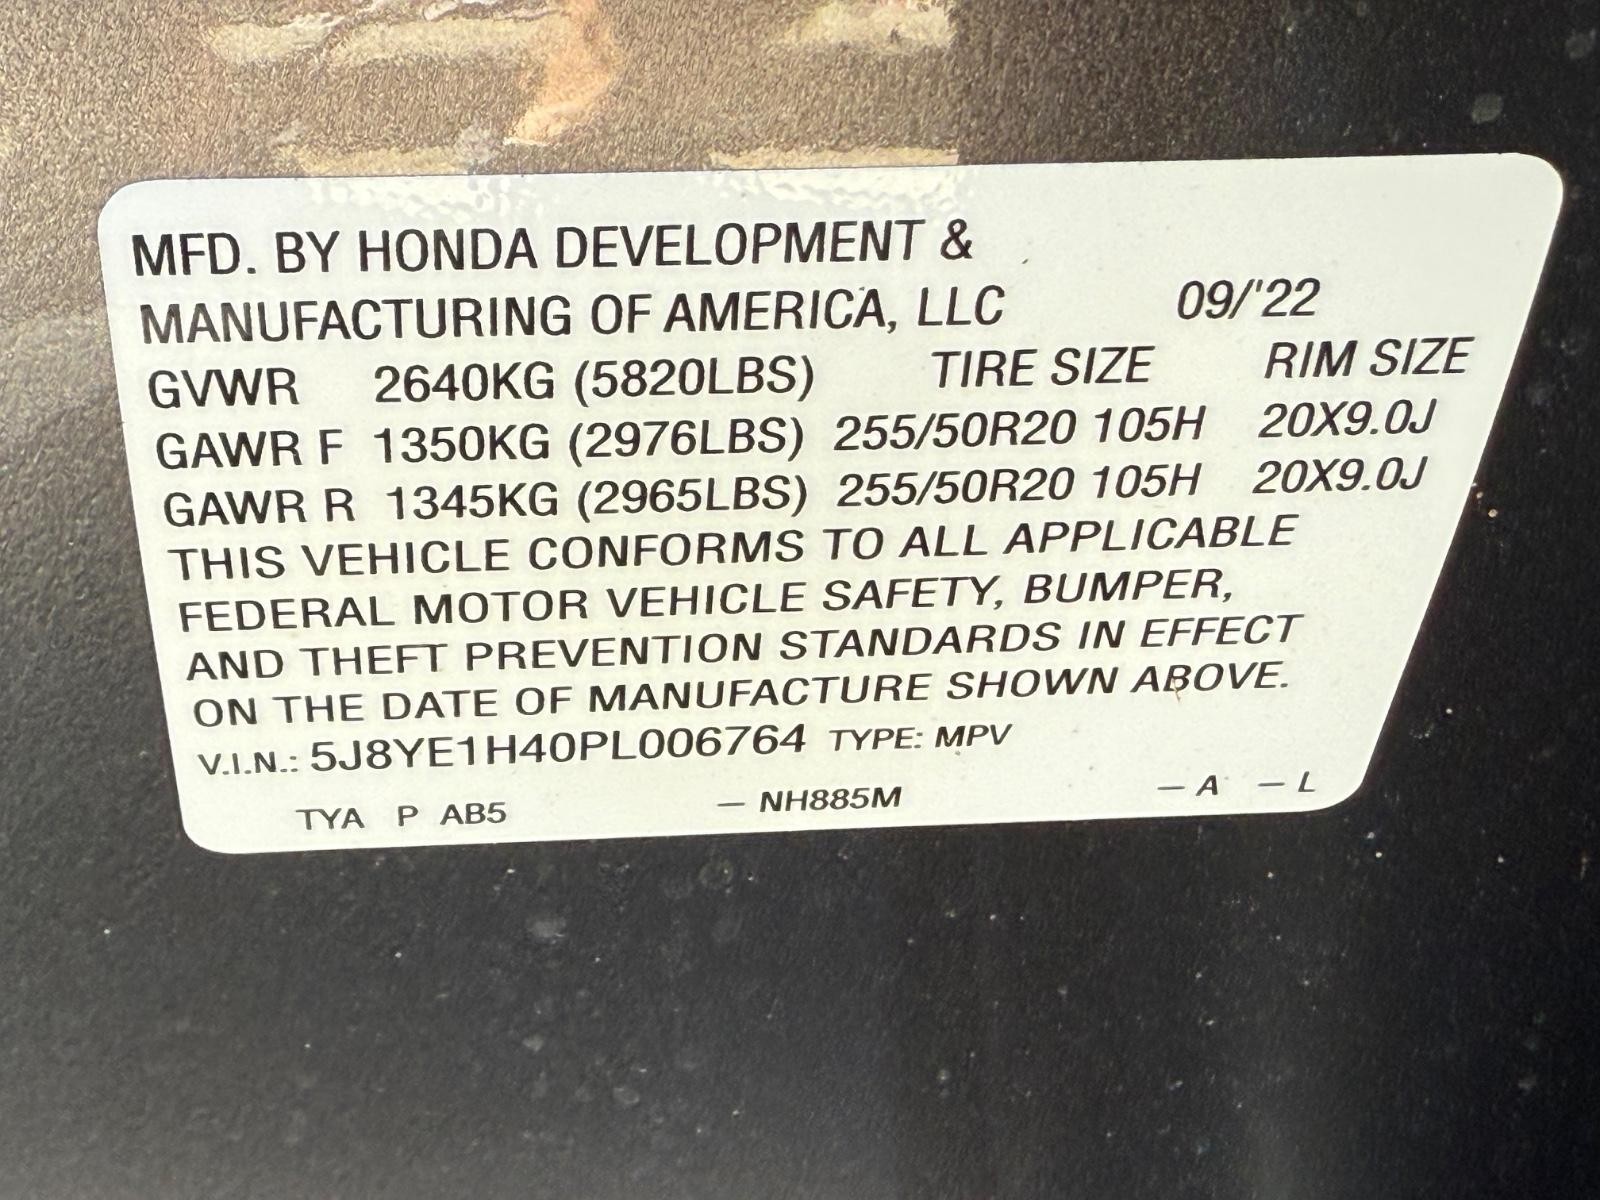 MFD. BY HONDA DEVELOPMENT &
MANUFACTURING OF AMERICA, LLC 09/'22
GVWR 2640KG (5820LBS) TIRE SIZE RIM SIZE
GAWR F 1350KG (2976LBS) 255/50R20 105H 20X9.0J
GAWR R 1345KG (2965LBS) 255/50R20 105H 20X9.0J
THIS VEHICLE CONFORMS TO ALL APPLICABLE
FEDERAL MOTOR VEHICLE SAFETY, BUMPER,
AND THEFT PREVENTION STANDARDS IN EFFECT
ON THE DATE OF MANUFACTURE SHOWN ABOVE.
V.I.N.: 5J8YE1H40PL006764 TYPE: MPV
TYA P AB5 – NH885M – A – L